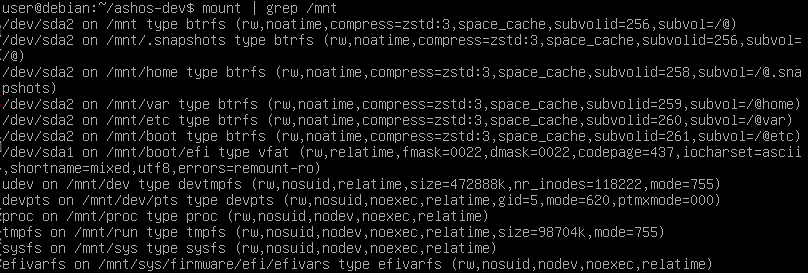 user@debian:~/ashos-dev$ mount | grep /mnt
/dev/sda2 on /mnt type btrfs (rw,noatime,compress=zstd:3,space_cache,subvolid=256,subvol=/@)
/dev/sda2 on /mnt/.snapshots type btrfs (rw,noatime,compress=zstd:3,space_cache,subvolid=256,subvol=
/@)
/dev/sda2 on /mnt/home type btrfs (rw,noatime,compress=zstd:3,space_cache,subvolid=258,subvol=/@.sna
pshots)
/dev/sda2 on /mnt/var type btrfs (rw,noatime,compress=zstd:3,space_cache,subvolid=259,subvol=/@home)
/dev/sda2 on /mnt/etc type btrfs (rw,noatime,compress=zstd:3,space_cache,subvolid=260,subvol=/@var)
/dev/sda2 on /mnt/boot type btrfs (rw,noatime,compress=zstd:3,space_cache,subvolid=261,subvol=/@etc)
/dev/sda1 on /mnt/boot/efi type vfat (rw,relatime,fmask=0022,dmask=0022,codepage=437,iocharset=ascii
,shortname=mixed,utf8,errors=remount-ro)
udev on /mnt/dev type devtmpfs (rw,nosuid,relatime,size=472888k,nr_inodes=118222,mode=755)
devpts on /mnt/dev/pts type devpts (rw,nosuid,noexec,relatime,gid=5,mode=620,ptmxmode=000)
proc on /mnt/proc type proc (rw,nosuid,nodev,noexec,relatime)
tmpfs on /mnt/run type tmpfs (rw,nosuid,nodev,noexec,relatime,size=98704k,mode=755)
sysfs on /mnt/sys type sysfs (rw,nosuid,nodev,noexec,relatime)
efivarfs on /mnt/sys/firmware/efi/efivars type efivarfs (rw,nosuid,nodev,noexec,relatime)